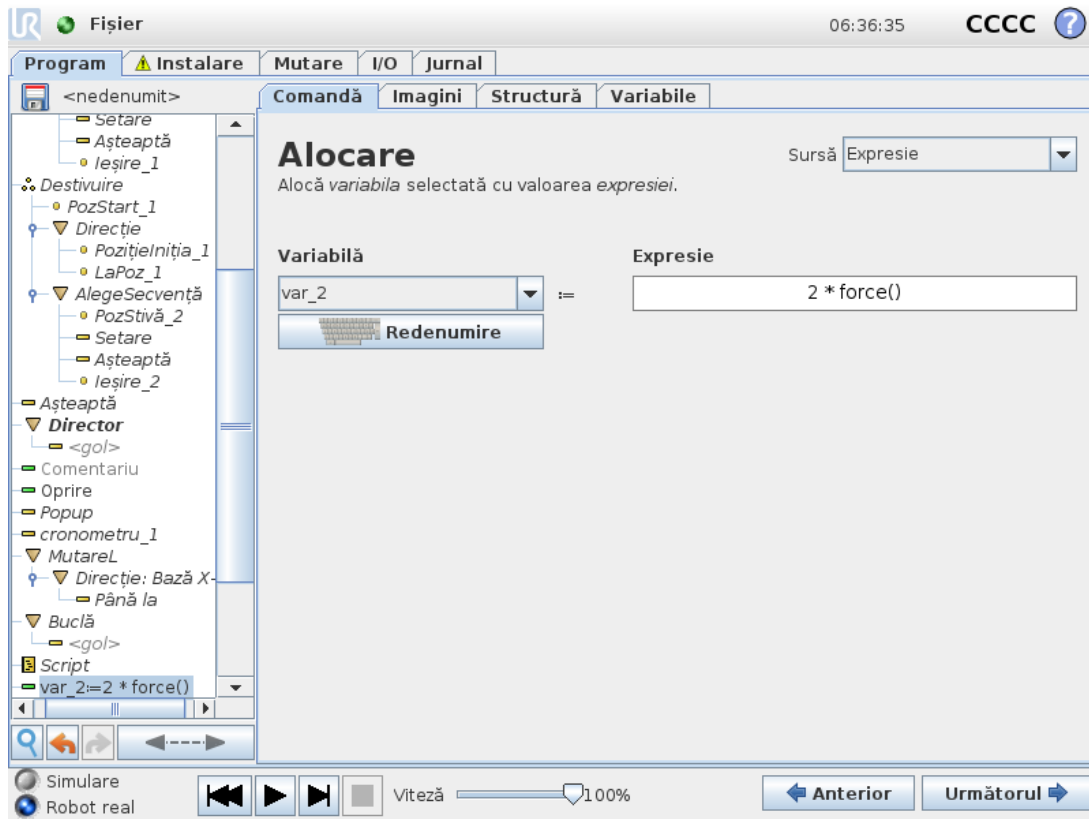 UR Fișier 06:36:35 CCCC ?
Program Instalare Mutare I/O Jurnal
<nedenumit> Comandă Imagini Structură Variabile
Setare
Așteaptă
Ieșire_1
Destivuire
PozStart_1
Direcție
PozițieIniția_1
LaPoz_1
AlegeSecvență
PozStivă_2
Setare
Așteaptă
Ieșire_2
Așteaptă
Director
<gol>
Comentariu
Oprire
Popup
cronometru_1
MutareL
Direcție: Bază X-
Până la
Buclă
<gol>
Script
var_2:=2 * force()
Alocare
Sursă Expresie
Alocă variabila selectată cu valoarea expresiei.
Variabilă Expresie
var_2 := 2 * force()
Redenumire
Simulare
Robot real
Viteză 100%
Anterior Următorul